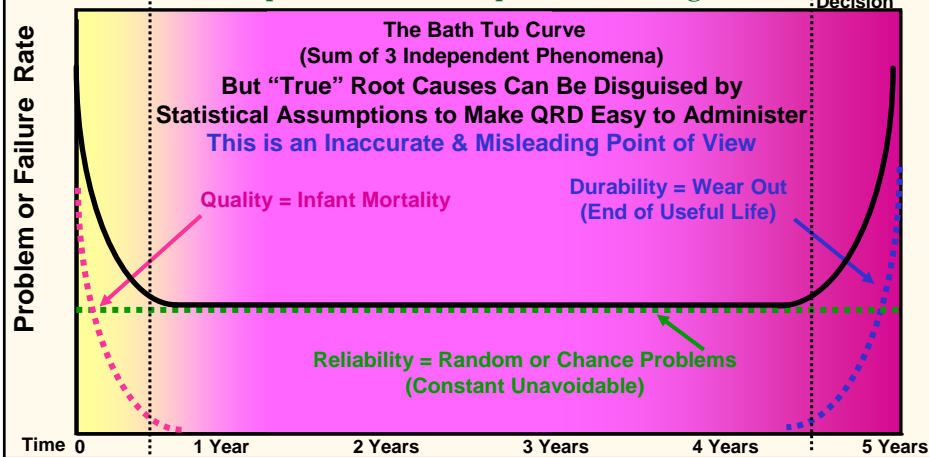 Decision
The Bath Tub Curve
(Sum of 3 Independent Phenomena)
But “True” Root Causes Can Be Disguised by
Statistical Assumptions to Make QRD Easy to Administer
This is an Inaccurate & Misleading Point of View
Problem or Failure Rate
Quality = Infant Mortality
Durability = Wear Out
(End of Useful Life)
Reliability = Random or Chance Problems
(Constant Unavoidable)
Time 0 1 Year 2 Years 3 Years 4 Years 5 Years